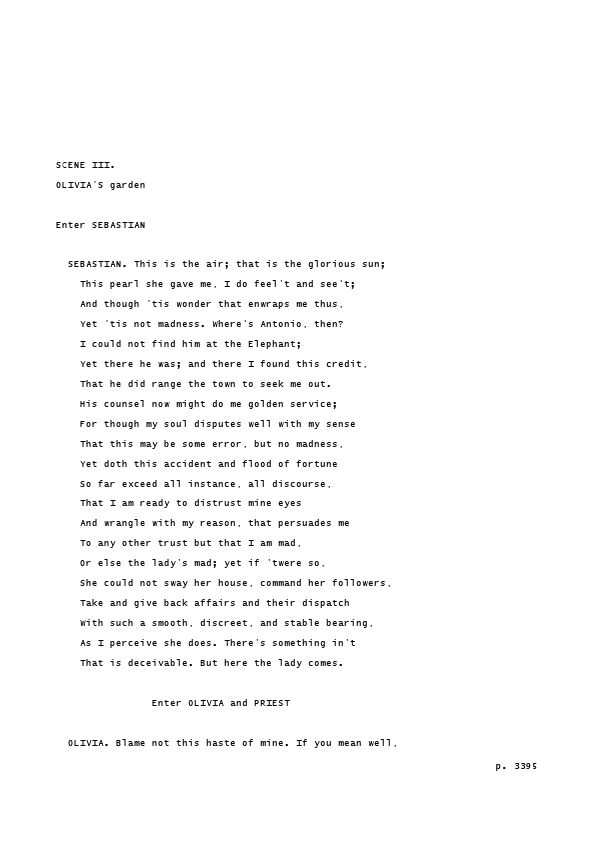 SCENE III.
OLIVIA'S garden
Enter SEBASTIAN
SEBASTIAN. This is the air; that is the glorious sun;
This pearl she gave me, I do feel't and see't;
And though 'tis wonder that enwraps me thus,
Yet 'tis not madness. Where's Antonio, then?
I could not find him at the Elephant;
Yet there he was; and there I found this credit,
That he did range the town to seek me out.
His counsel now might do me golden service;
For though my soul disputes well with my sense
That this may be some error, but no madness,
Yet doth this accident and flood of fortune
So far exceed all instance, all discourse,
That I am ready to distrust mine eyes
And wrangle with my reason, that persuades me
To any other trust but that I am mad,
Or else the lady's mad; yet if 'twere so,
She could not sway her house, command her followers,
Take and give back affairs and their dispatch
With such a smooth, discreet, and stable bearing,
As I perceive she does. There's something in't
That is deceivable. But here the lady comes.
Enter OLIVIA and PRIEST
OLIVIA. Blame not this haste of mine. If you mean well,
p. 3395